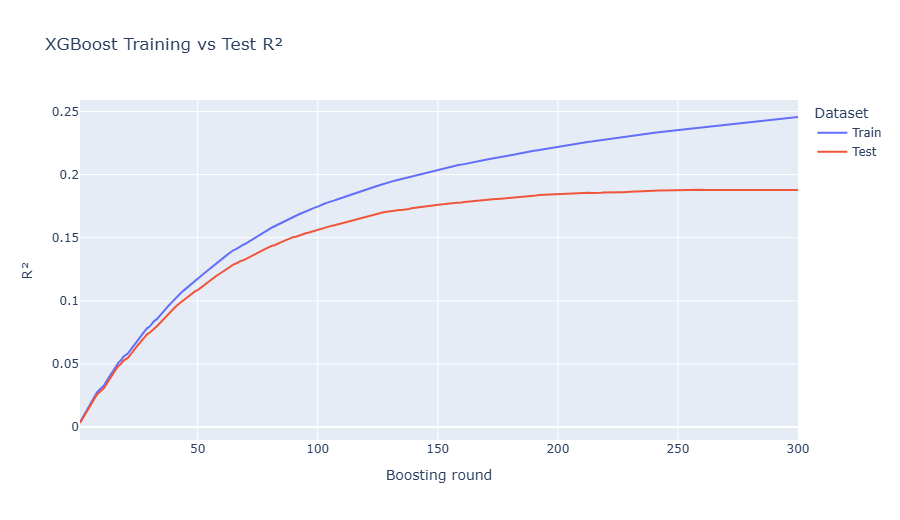 XGBoost Training vs Test R²
0.25
0.2
0.15
0.1
0.05
0
R²
50 100 150 200 250 300
Boosting round
Dataset
Train
Test